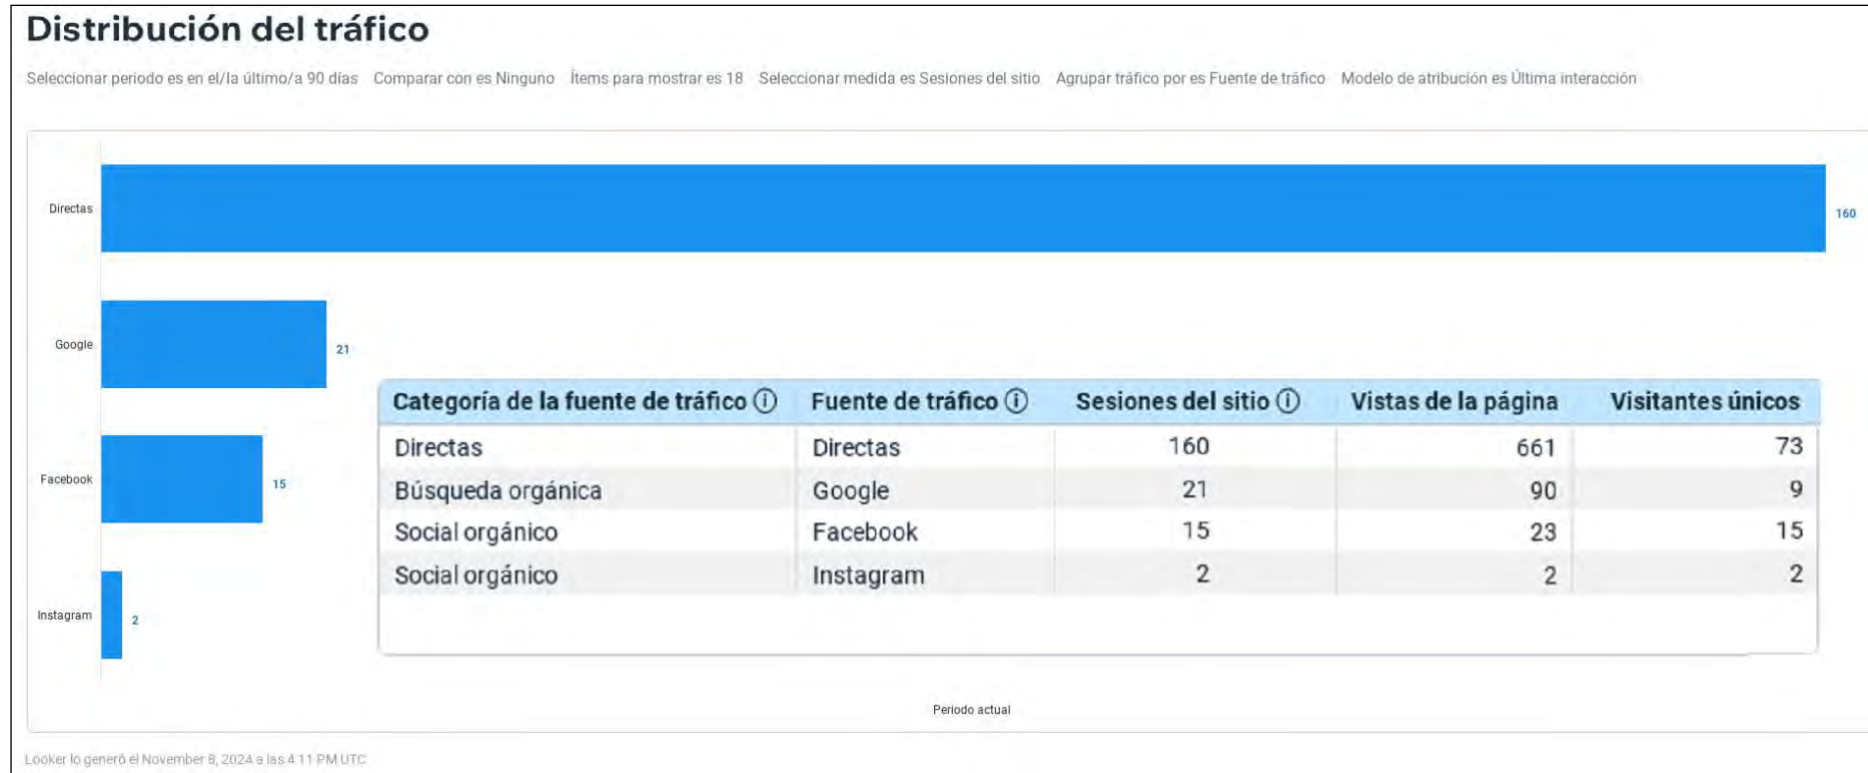 Distribución del tráfico
Seleccionar periodo es en el/la último/a 90 días Comparar con es Ninguno Ítems para mostrar es 18 Seleccionar medida es Sesiones del sitio Agrupar tráfico por es Fuente de tráfico Modelo de atribución es Última interacción
Directas 160
Google 21
Categoría de la fuente de tráfico Fuente de tráfico Sesiones del sitio Vistas de la página Visitantes únicos
Directas Directas 160 661 73
Búsqueda orgánica Google 21 90 9
Social orgánico Facebook 15 23 15
Social orgánico Instagram 2 2 2
Facebook 15
Instagram 2
Periodo actual
Looker lo generó el November 8, 2024 a las 4:11 PM UTC